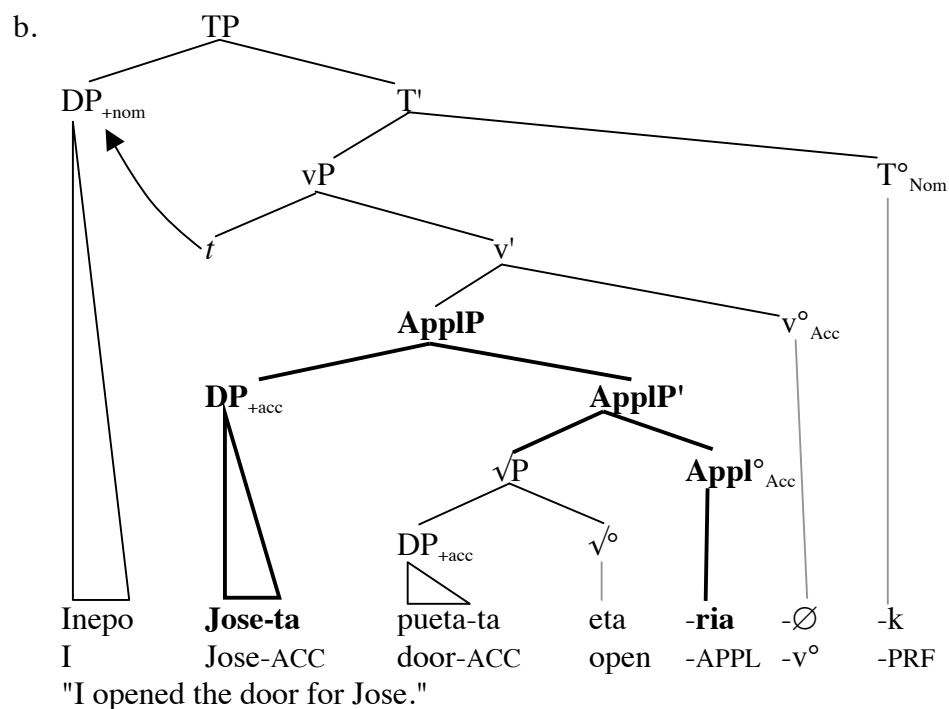 b. TP
DP+nom T'
vP T°Nom
t v'
ApplP v°Acc
DP+acc ApplP'
√P Appl°Acc
DP+acc √°
Inepo Jose-ta pueta-ta eta -ria -∅ -k
I Jose-ACC door-ACC open -APPL -v° -PRF
"I opened the door for Jose."